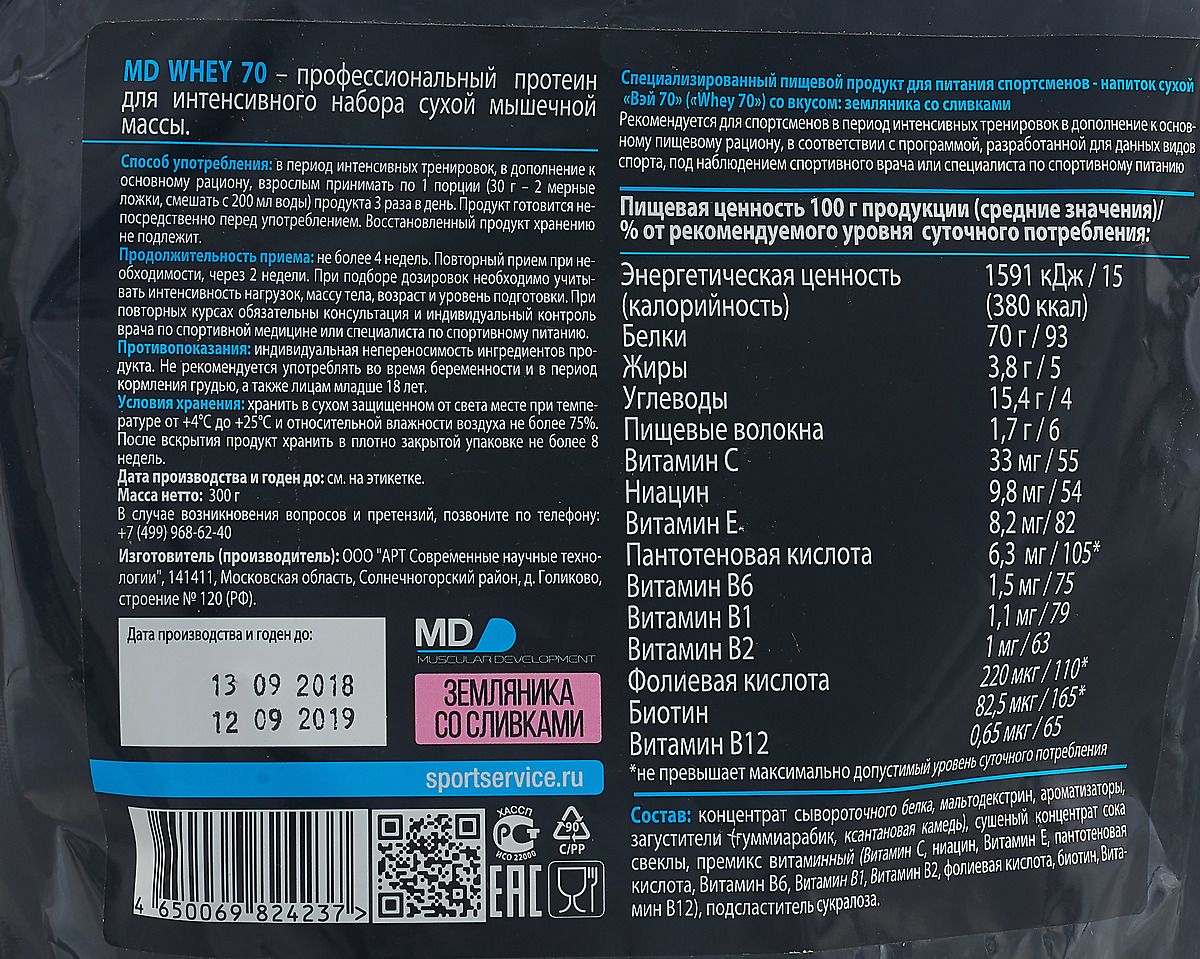 MD WHEY 70 – профессиональный протеин
для интенсивного набора сухой мышечной
массы.
Способ употребления: в период интенсивных тренировок, в дополнение к
основному рациону, взрослым принимать по 1 порции (30 г – 2 мерные
ложки, смешать с 200 мл воды) продукта 3 раза в день. Продукт готовится не-
посредственно перед употреблением. Восстановленный продукт хранению
не подлежит.
Продолжительность приема: не более 4 недель. Повторный прием при не-
обходимости, через 2 недели. При подборе дозировок необходимо учиты-
вать интенсивность нагрузок, массу тела, возраст и уровень подготовки. При
повторных курсах обязательны консультация и индивидуальный контроль
врача по спортивной медицине или специалиста по спортивному питанию.
Противопоказания: индивидуальная непереносимость ингредиентов про-
дукта. Не рекомендуется употреблять во время беременности и в период
кормления грудью, а также лицам младше 18 лет.
Условия хранения: хранить в сухом защищенном от света месте при темпе-
ратуре от +4°С до +25°С и относительной влажности воздуха не более 75%.
После вскрытия продукт хранить в плотно закрытой упаковке не более 8
недель.
Дата производства и годен до: см. на этикетке.
Масса нетто: 300 г
В случае возникновения вопросов и претензий, позвоните по телефону:
+7 (499) 968-62-40
Изготовитель (производитель): ООО "АРТ Современные научные техно-
логии", 141411, Московская область, Солнечногорский район, д. Голиково,
строение № 120 (РФ).
Дата производства и годен до:
13 09 2018
12 09 2019
MD
MUSCULAR DEVELOPMENT
ЗЕМЛЯНИКА
СО СЛИВКАМИ
sportservice.ru
4 650069 824237 >
ХАССП
РСТ
ИСО 22000
90
C/PP
EAC
Специализированный пищевой продукт для питания спортсменов - напиток сухой
«Вэй 70» («Whey 70») со вкусом: земляника со сливками
Рекомендуется для спортсменов в период интенсивных тренировок в дополнение к основ-
ному пищевому рациону, в соответствии с программой, разработанной для данных видов
спорта, под наблюдением спортивного врача или специалиста по спортивному питанию
Пищевая ценность 100 г продукции (средние значения)/
% от рекомендуемого уровня суточного потребления:
Энергетическая ценность 1591 кДж / 15
(калорийность) (380 ккал)
Белки 70 г / 93
Жиры 3,8 г / 5
Углеводы 15,4 г / 4
Пищевые волокна 1,7 г / 6
Витамин С 33 мг / 55
Ниацин 9,8 мг / 54
Витамин Е 8,2 мг/ 82
Пантотеновая кислота 6,3 мг / 105*
Витамин В6 1,5 мг / 75
Витамин В1 1,1 мг / 79
Витамин В2 1 мг / 63
Фолиевая кислота 220 мкг / 110*
Биотин 82,5 мкг / 165*
Витамин В12 0,65 мкг / 65
*не превышает максимально допустимый уровень суточного потребления
Состав: концентрат сывороточного белка, мальтодекстрин, ароматизаторы,
загустители (гуммиарабик, ксантановая камедь), сушеный концентрат сока
свеклы, премикс витаминный (Витамин С, ниацин, Витамин Е, пантотеновая
кислота, Витамин В6, Витамин В1, Витамин В2, фолиевая кислота, биотин, Вита-
мин В12), подсластитель сукралоза.